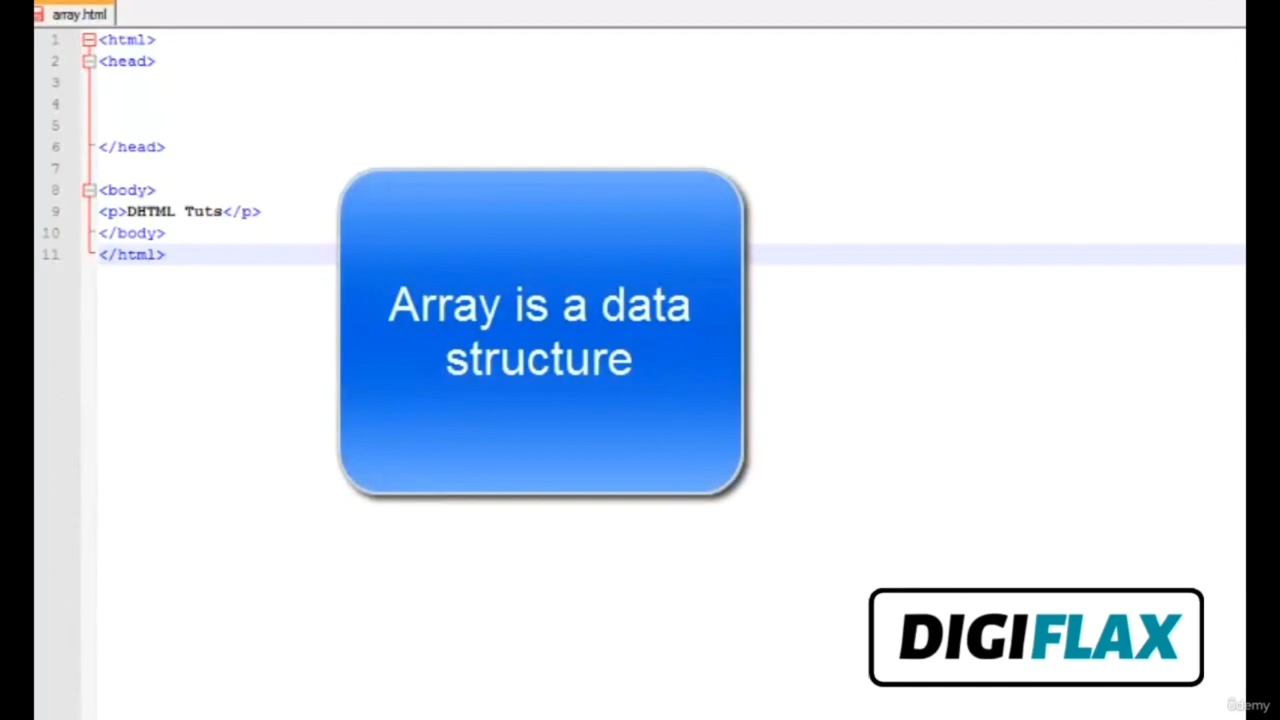 array.html
1 <html>
2 <head>
3
4
5
6 </head>
7
8 <body>
9 <p>DHTML Tuts</p>
10 </body>
11 </html>
Array is a data
structure
DIGIFLAX
ûdemy